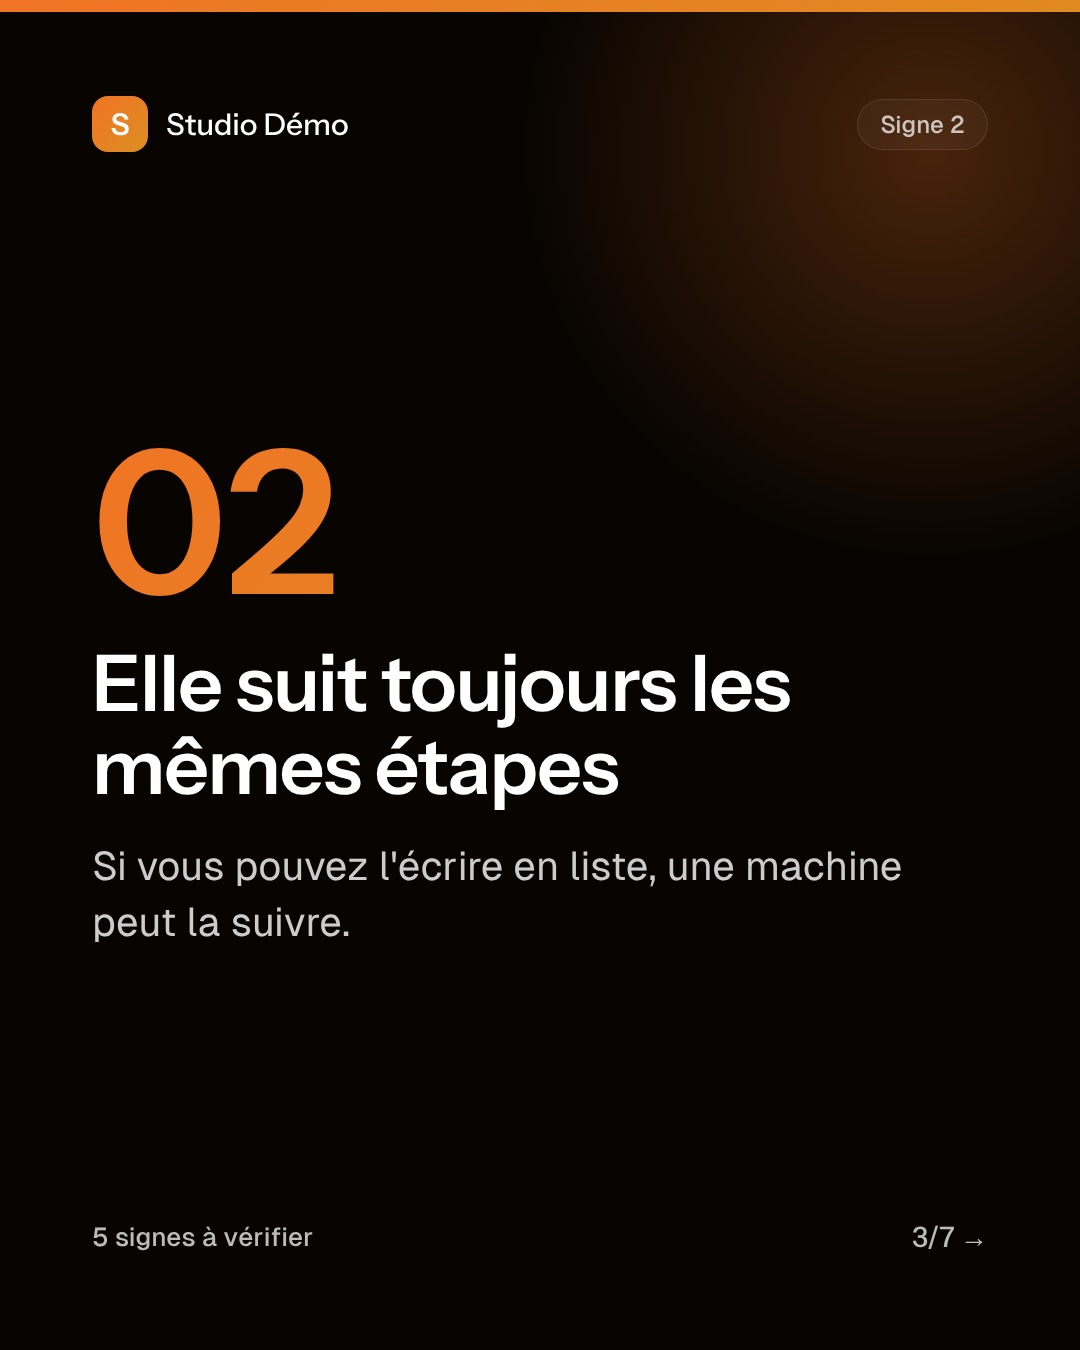 S
Studio Démo
Signe 2
02
Elle suit toujours les
mêmes étapes
Si vous pouvez l'écrire en liste, une machine
peut la suivre.
5 signes à vérifier
3/7 →